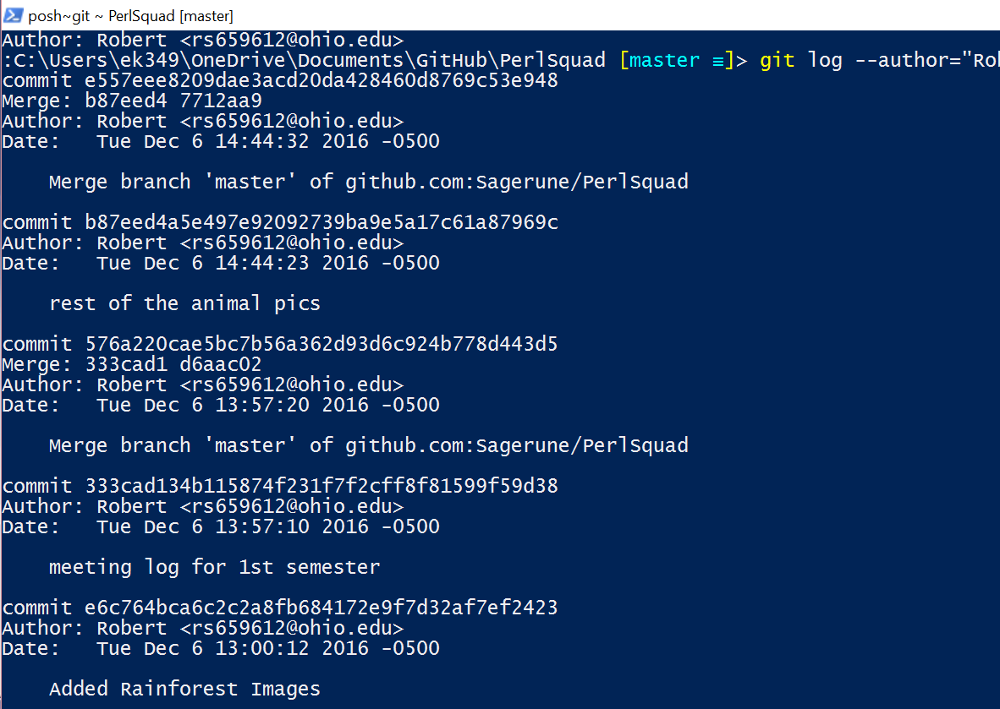 posh~git ~ PerlSquad [master]
Author: Robert <rs659612@ohio.edu>
:C:\Users\ek349\OneDrive\Documents\GitHub\PerlSquad [master ≡]> git log --author="Rob
commit e557eee8209dae3acd20da428460d8769c53e948
Merge: b87eed4 7712aa9
Author: Robert <rs659612@ohio.edu>
Date:   Tue Dec 6 14:44:32 2016 -0500
Merge branch 'master' of github.com:Sagerune/PerlSquad
commit b87eed4a5e497e92092739ba9e5a17c61a87969c
Author: Robert <rs659612@ohio.edu>
Date:   Tue Dec 6 14:44:23 2016 -0500
rest of the animal pics
commit 576a220cae5bc7b56a362d93d6c924b778d443d5
Merge: 333cad1 d6aac02
Author: Robert <rs659612@ohio.edu>
Date:   Tue Dec 6 13:57:20 2016 -0500
Merge branch 'master' of github.com:Sagerune/PerlSquad
commit 333cad134b115874f231f7f2cff8f81599f59d38
Author: Robert <rs659612@ohio.edu>
Date:   Tue Dec 6 13:57:10 2016 -0500
meeting log for 1st semester
commit e6c764bca6c2c2a8fb684172e9f7d32af7ef2423
Author: Robert <rs659612@ohio.edu>
Date:   Tue Dec 6 13:00:12 2016 -0500
Added Rainforest Images